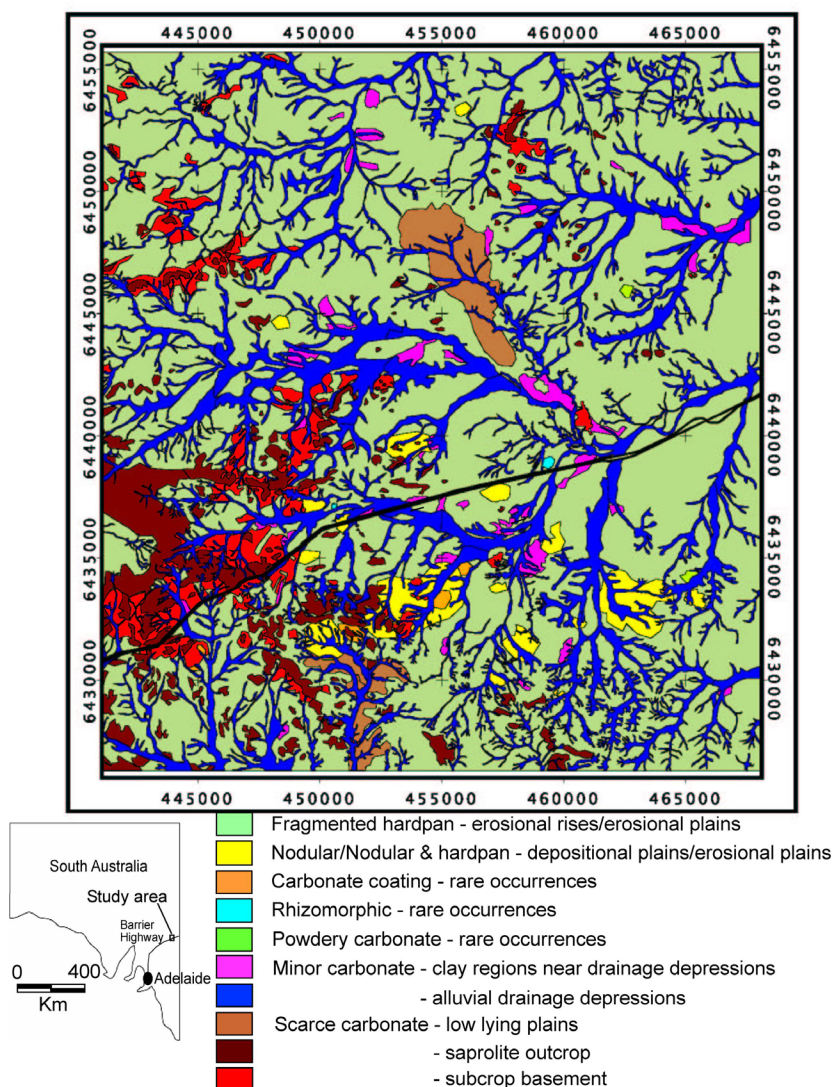 445000 450000 455000 460000 465000
6455000
6450000
6445000
6440000
6435000
6430000
6455000
6450000
6445000
6440000
6435000
6430000
445000 450000 455000 460000 465000
South Australia
Study area
Barrier
Highway
0 400
Km
Adelaide
Fragmented hardpan - erosional rises/erosional plains
Nodular/Nodular & hardpan - depositional plains/erosional plains
Carbonate coating - rare occurrences
Rhizomorphic - rare occurrences
Powdery carbonate - rare occurrences
Minor carbonate - clay regions near drainage depressions
- alluvial drainage depressions
Scarce carbonate - low lying plains
- saprolite outcrop
- subcrop basement